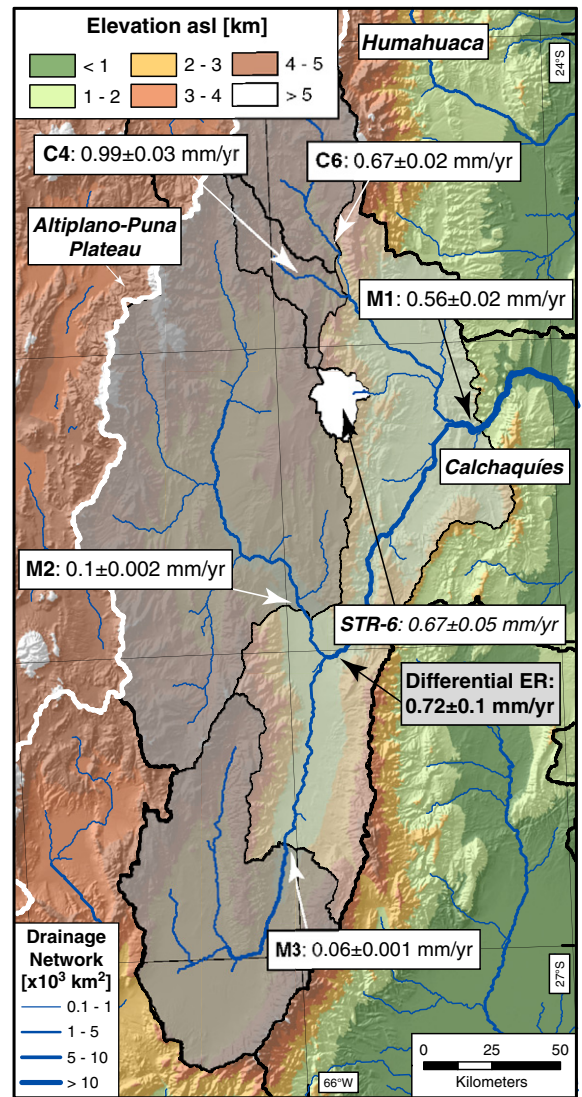 Elevation asl [km]
< 1
2 - 3
4 - 5
1 - 2
3 - 4
> 5
Humahuaca
24°S
C4: 0.99±0.03 mm/yr
C6: 0.67±0.02 mm/yr
Altiplano-Puna
Plateau
M1: 0.56±0.02 mm/yr
Calchaquíes
M2: 0.1±0.002 mm/yr
STR-6: 0.67±0.05 mm/yr
Differential ER:
0.72±0.1 mm/yr
M3: 0.06±0.001 mm/yr
27°S
Drainage
Network
[x10³ km²]
0.1 - 1
1 - 5
5 - 10
> 10
66°W
0 25 50
Kilometers